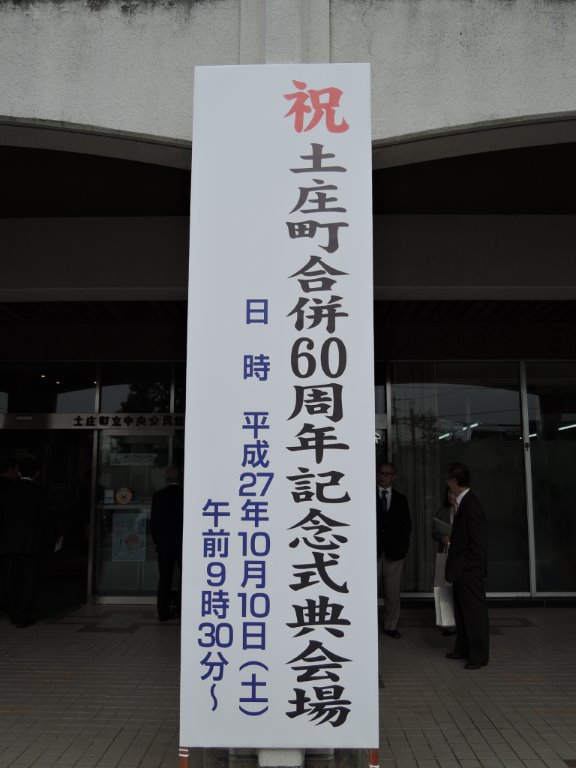 祝 土庄町合併60周年記念式典会場
日時 平成27年10月10日(土)
午前9時30分~
土庄町立中央公民